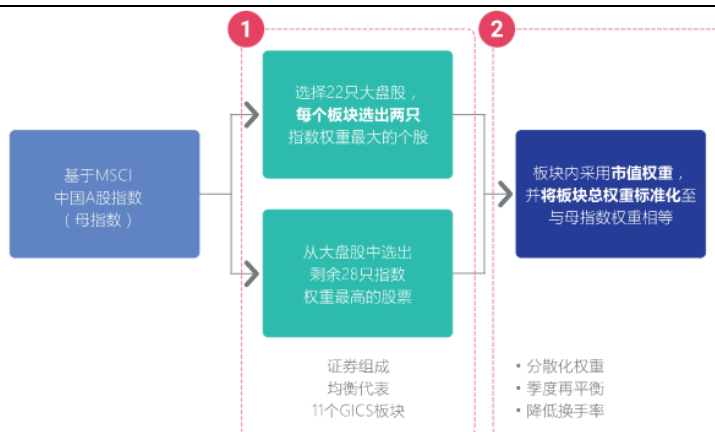 1
2
基于MSCI
中国A股指数
（母指数）
选择22只大盘股，
每个板块选出两只
指数权重最大的个股
从大盘股中选出
剩余28只指数
权重最高的股票
板块内采用市值权重，
并将板块总权重标准化至
与母指数权重相等
证券组成
均衡代表
11个GICS板块
• 分散化权重
• 季度再平衡
• 降低换手率